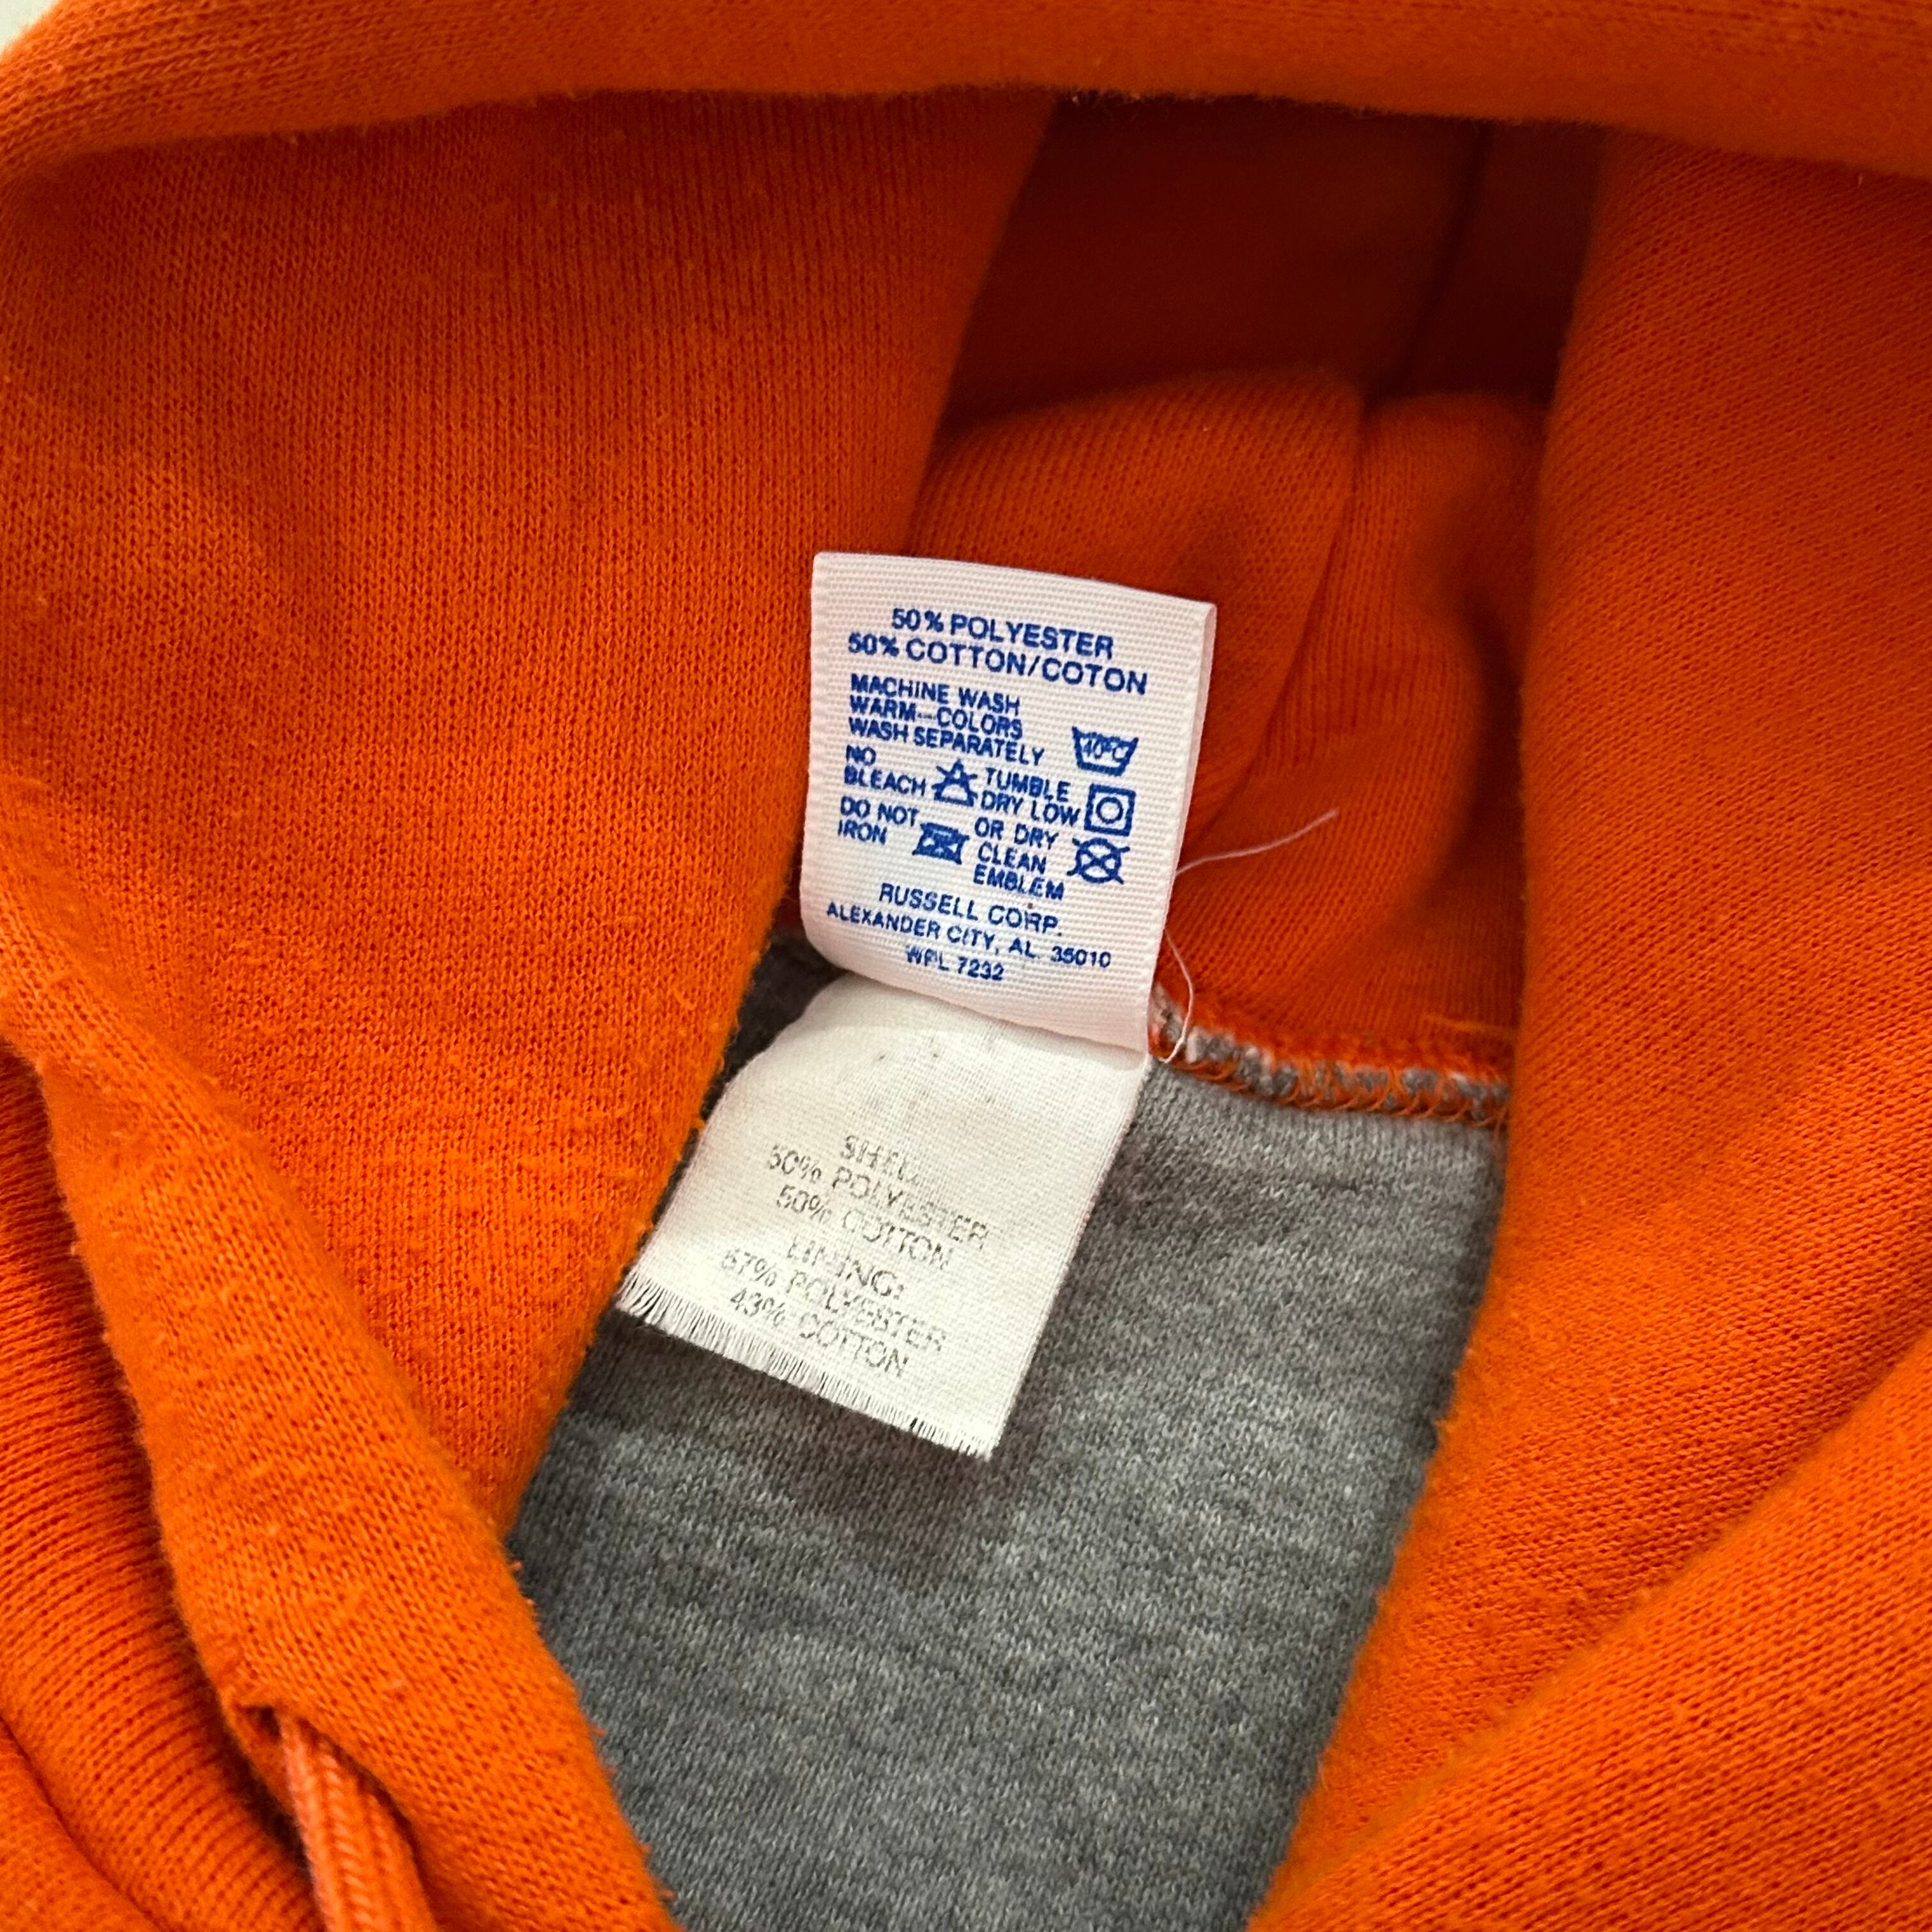 50% POLYESTER
50% COTTON/COTON
MACHINE WASH
WARM—COLORS
WASH SEPARATELY
40°C
NO
BLEACH
TUMBLE
DRY LOW
DO NOT
IRON
OR DRY
CLEAN
EMBLEM
RUSSELL CORP.
ALEXANDER CITY, AL 35010
WPL 7232
SHELL
50% POLYESTER
50% COTTON
LINING:
57% POLYESTER
43% COTTON